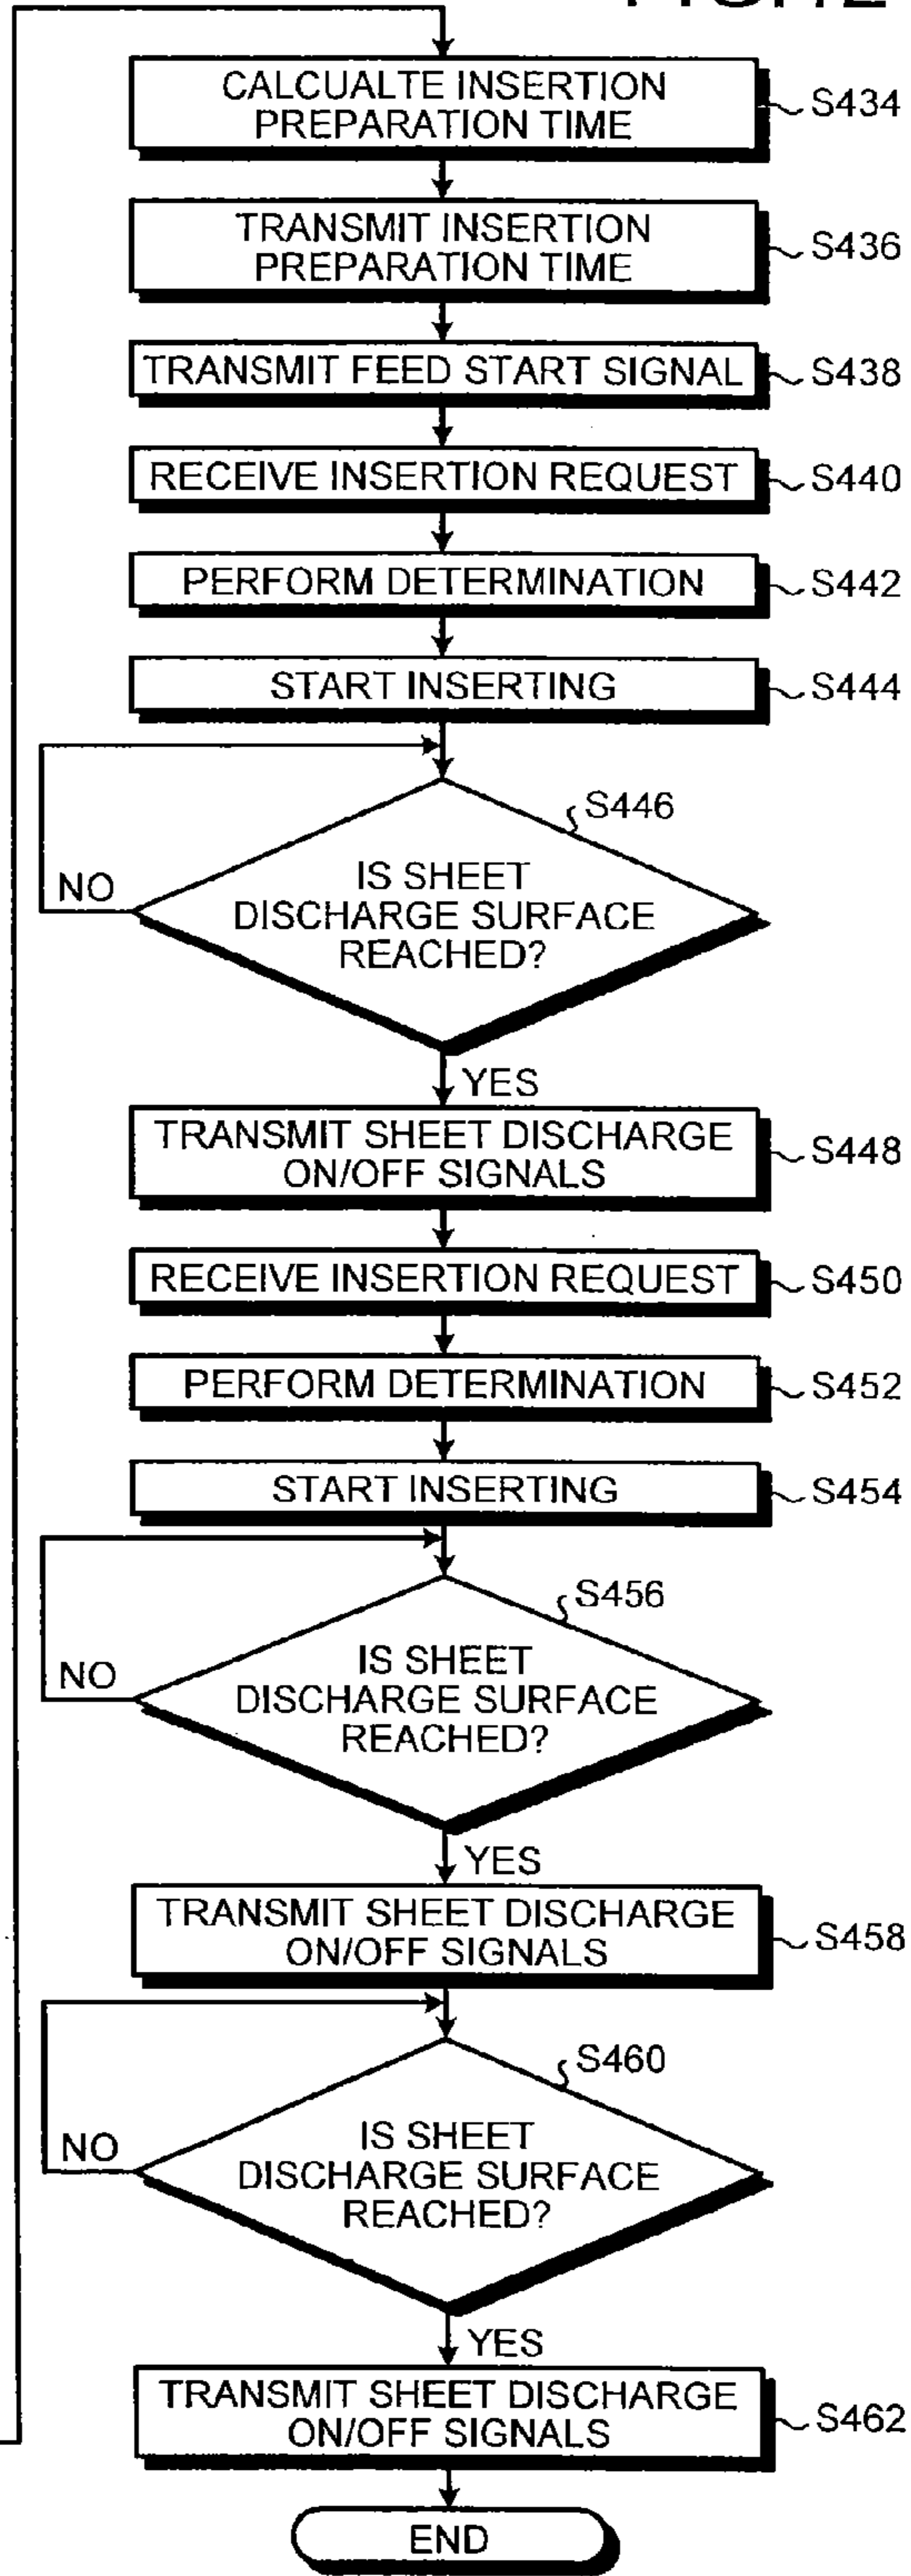 CALCUALTE INSERTION
PREPARATION TIME
S434
TRANSMIT INSERTION
PREPARATION TIME
S436
TRANSMIT FEED START SIGNAL
S438
RECEIVE INSERTION REQUEST
S440
PERFORM DETERMINATION
S442
START INSERTING
S444
S446
IS SHEET
DISCHARGE SURFACE
REACHED?
NO
YES
TRANSMIT SHEET DISCHARGE
ON/OFF SIGNALS
S448
RECEIVE INSERTION REQUEST
S450
PERFORM DETERMINATION
S452
START INSERTING
S454
S456
IS SHEET
DISCHARGE SURFACE
REACHED?
NO
YES
TRANSMIT SHEET DISCHARGE
ON/OFF SIGNALS
S458
S460
IS SHEET
DISCHARGE SURFACE
REACHED?
NO
YES
TRANSMIT SHEET DISCHARGE
ON/OFF SIGNALS
S462
END